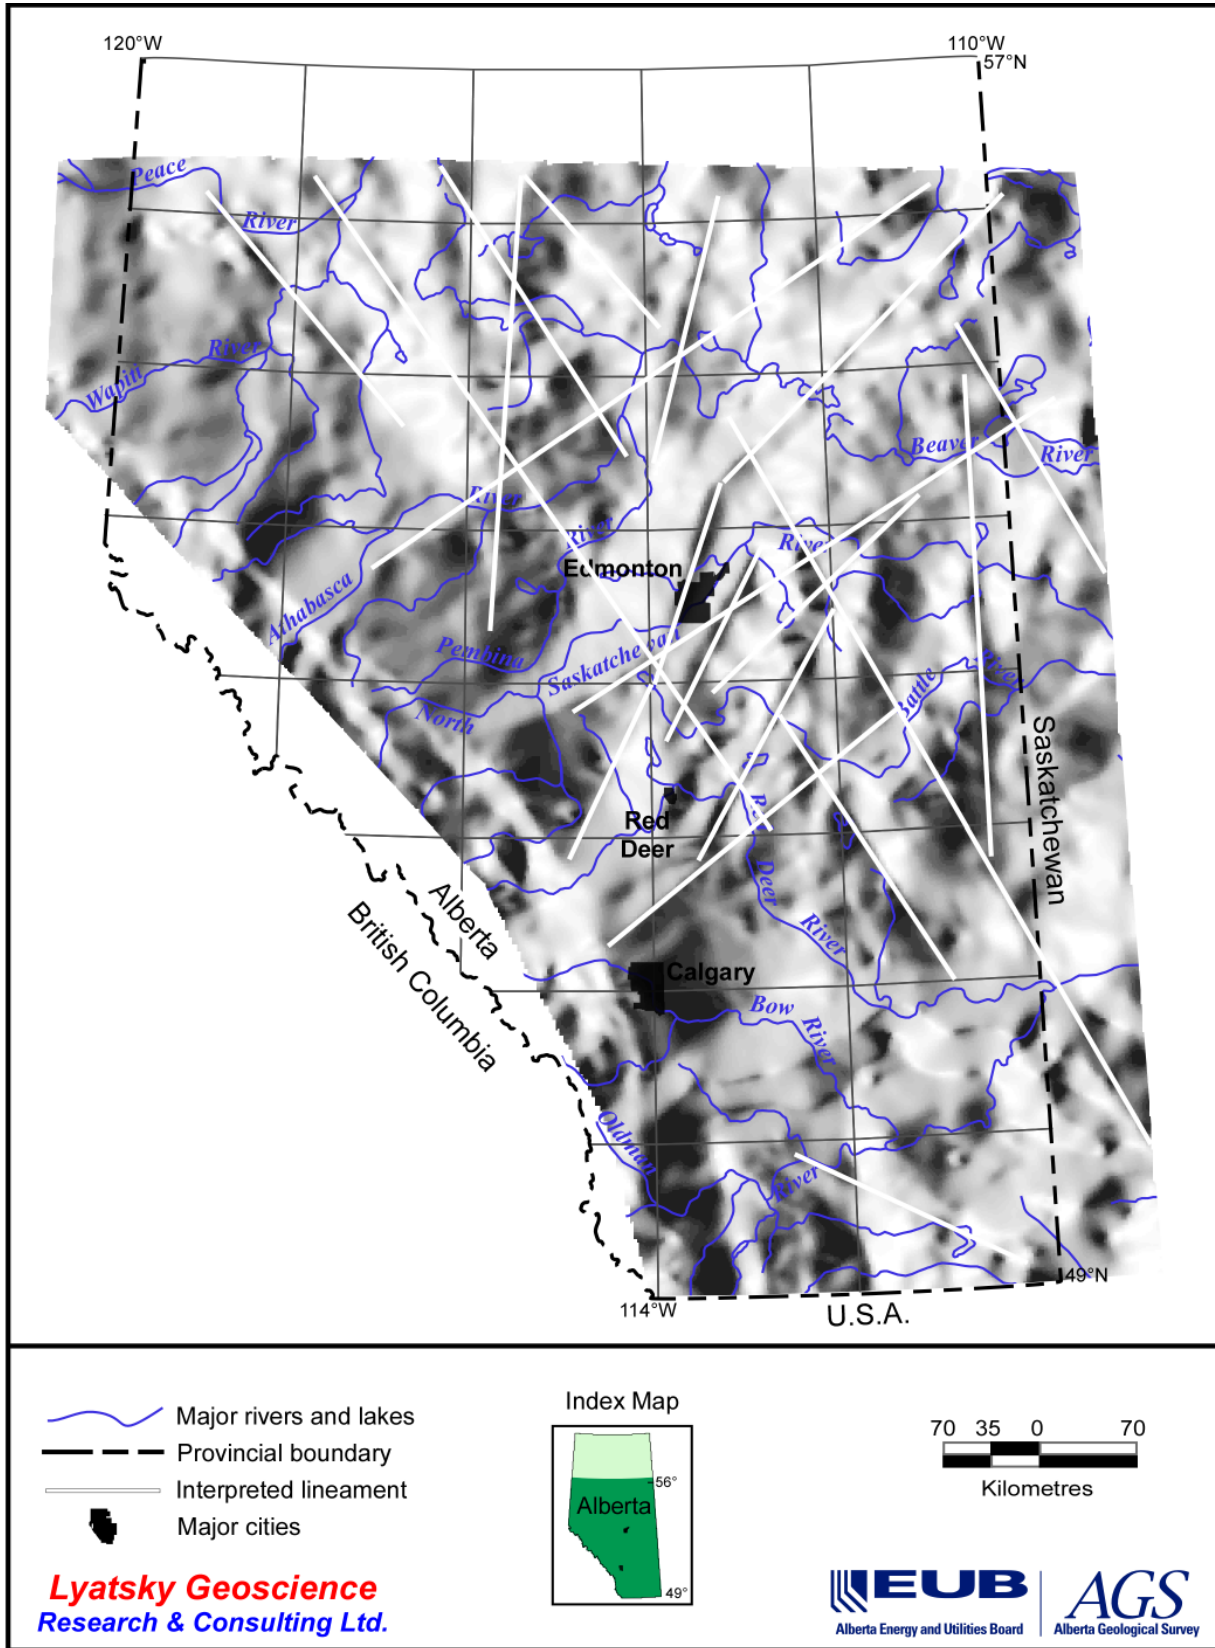 120°W
110°W
57°N
Peace
River
River
Wapiti
Beaver
River
River
River
River
Edmonton
Athabasca
Pembina
Saskatchewan
North
Battle
River
Saskatchewan
Red
Deer
Red
Deer
River
Alberta
British Columbia
Calgary
Bow
River
Oldman
River
49°N
114°W
U.S.A.
Major rivers and lakes
Provincial boundary
Interpreted lineament
Major cities
Index Map
56°
Alberta
49°
70 35 0 70
Kilometres
Lyatsky Geoscience
Research & Consulting Ltd.
EUB
Alberta Energy and Utilities Board
AGS
Alberta Geological Survey